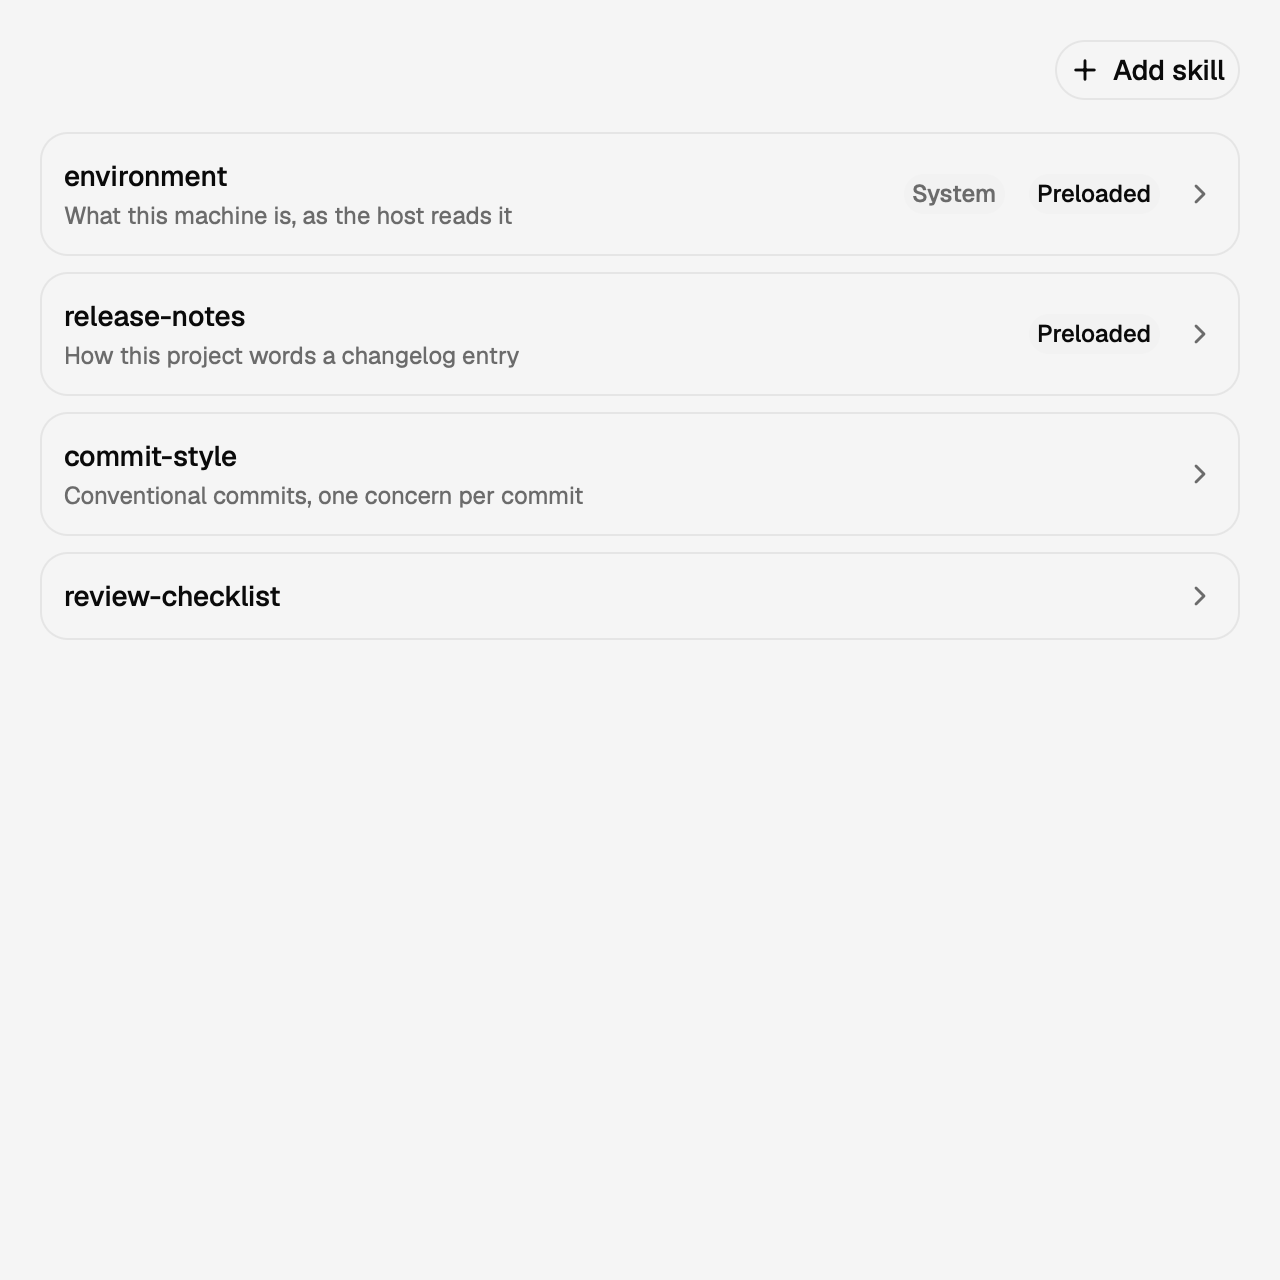 Add skill
environment
What this machine is, as the host reads it
System
Preloaded
release-notes
How this project words a changelog entry
Preloaded
commit-style
Conventional commits, one concern per commit
review-checklist